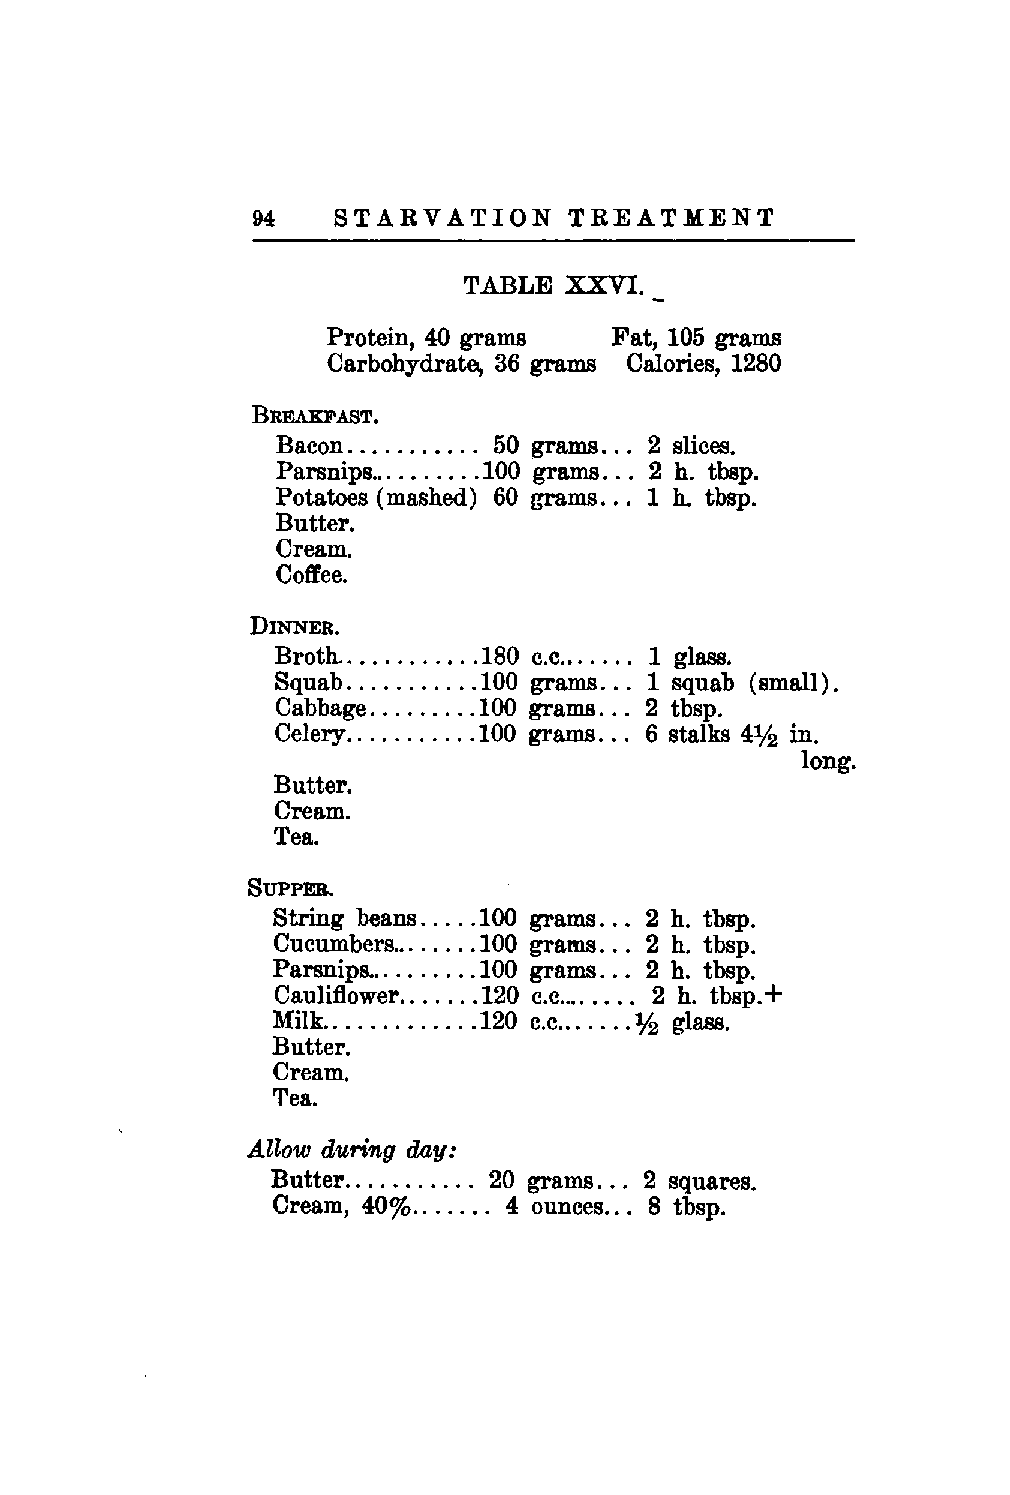 94 STARVATION TREATMENT
TABLE XXVI.
Protein, 40 grams Fat, 105 grams
Carbohydrate, 36 grams Calories, 1280
BREAKFAST.
Bacon........... 50 grams... 2 slices.
Parsnips..........100 grams... 2 h. tbsp.
Potatoes (mashed) 60 grams... 1 h. tbsp.
Butter.
Cream.
Coffee.
DINNER.
Broth............180 c.c....... 1 glass.
Squab...........100 grams... 1 squab (small).
Cabbage.........100 grams... 2 tbsp.
Celery...........100 grams... 6 stalks 4½ in.
long.
Butter.
Cream.
Tea.
SUPPER.
String beans.....100 grams... 2 h. tbsp.
Cucumbers........100 grams... 2 h. tbsp.
Parsnips..........100 grams... 2 h. tbsp.
Cauliflower.......120 c.c........ 2 h. tbsp.+
Milk.............120 c.c.......½ glass.
Butter.
Cream.
Tea.
Allow during day:
Butter........... 20 grams... 2 squares.
Cream, 40%....... 4 ounces... 8 tbsp.